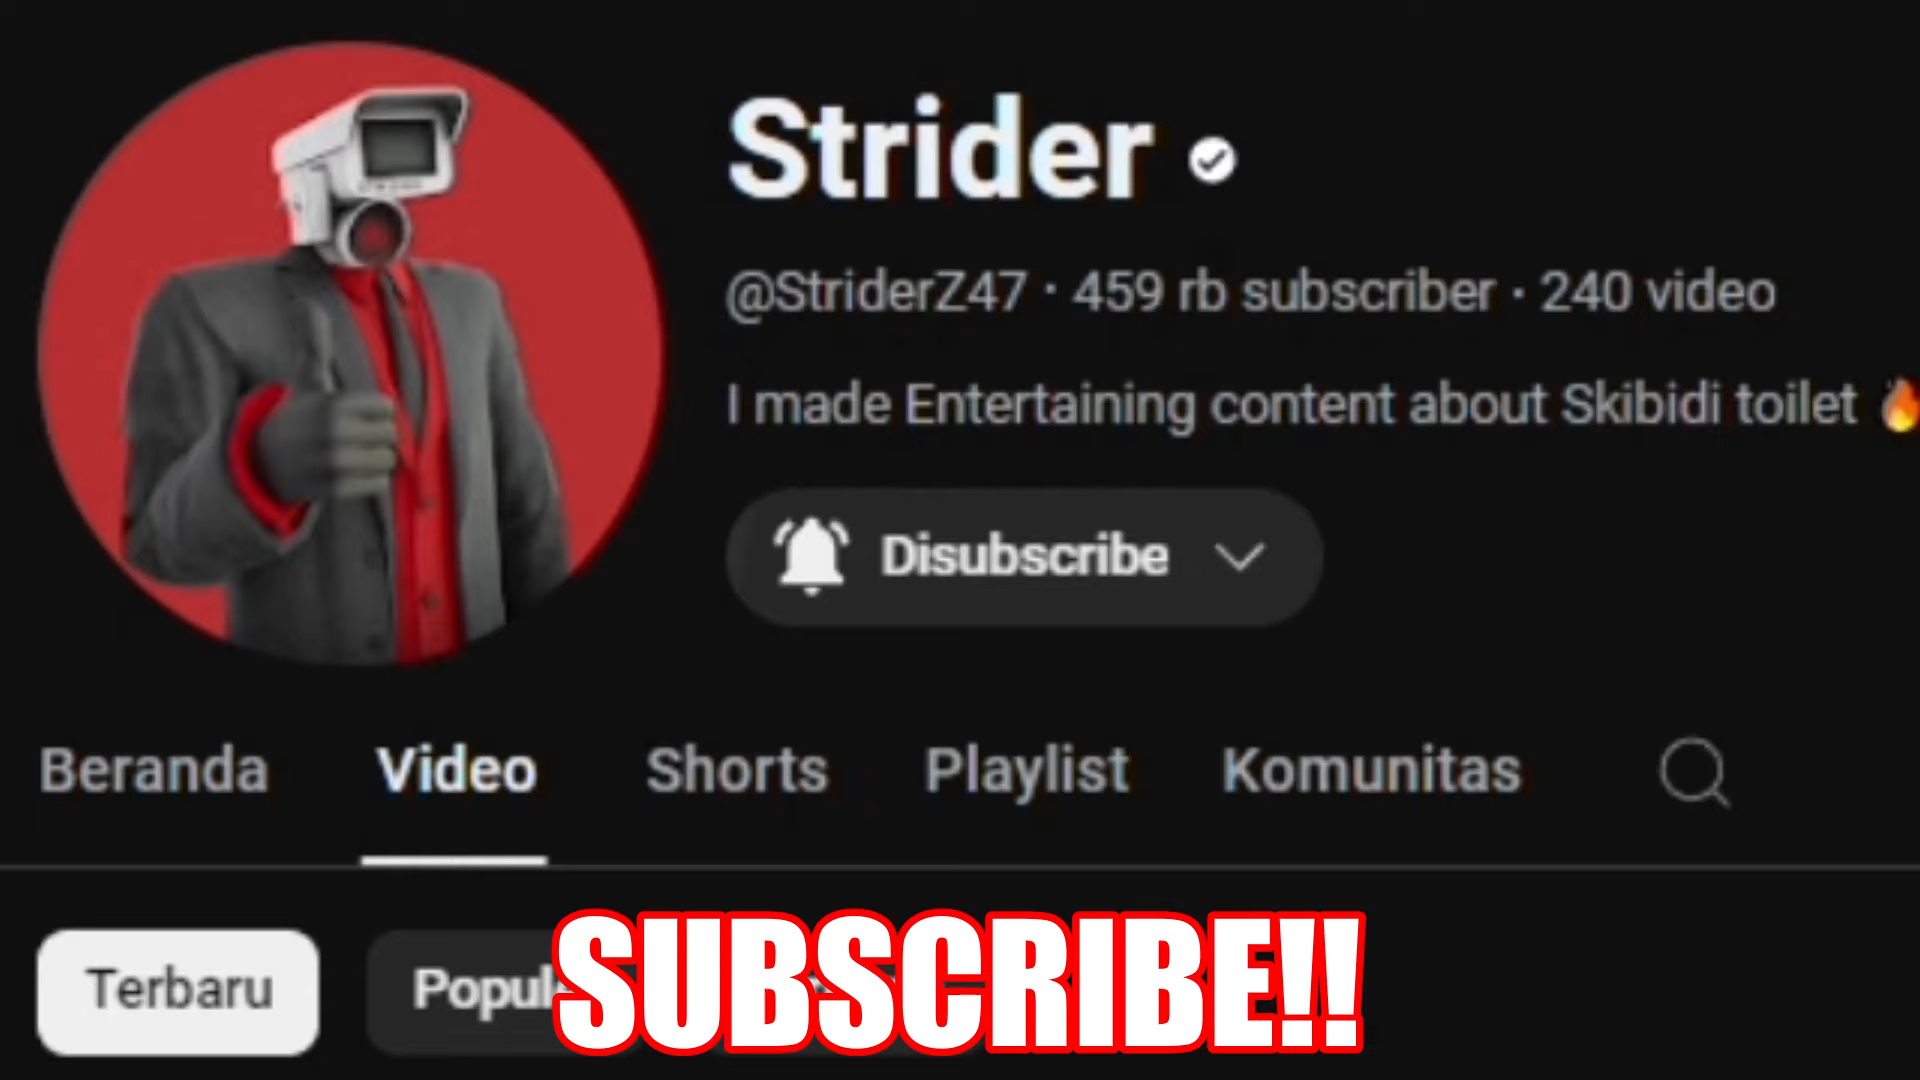 Strider
@StriderZ47 · 459 rb subscriber · 240 video
I made Entertaining content about Skibidi toilet 🔥
Disubscribe
Beranda Video Shorts Playlist Komunitas
Terbaru
SUBSCRIBE!!